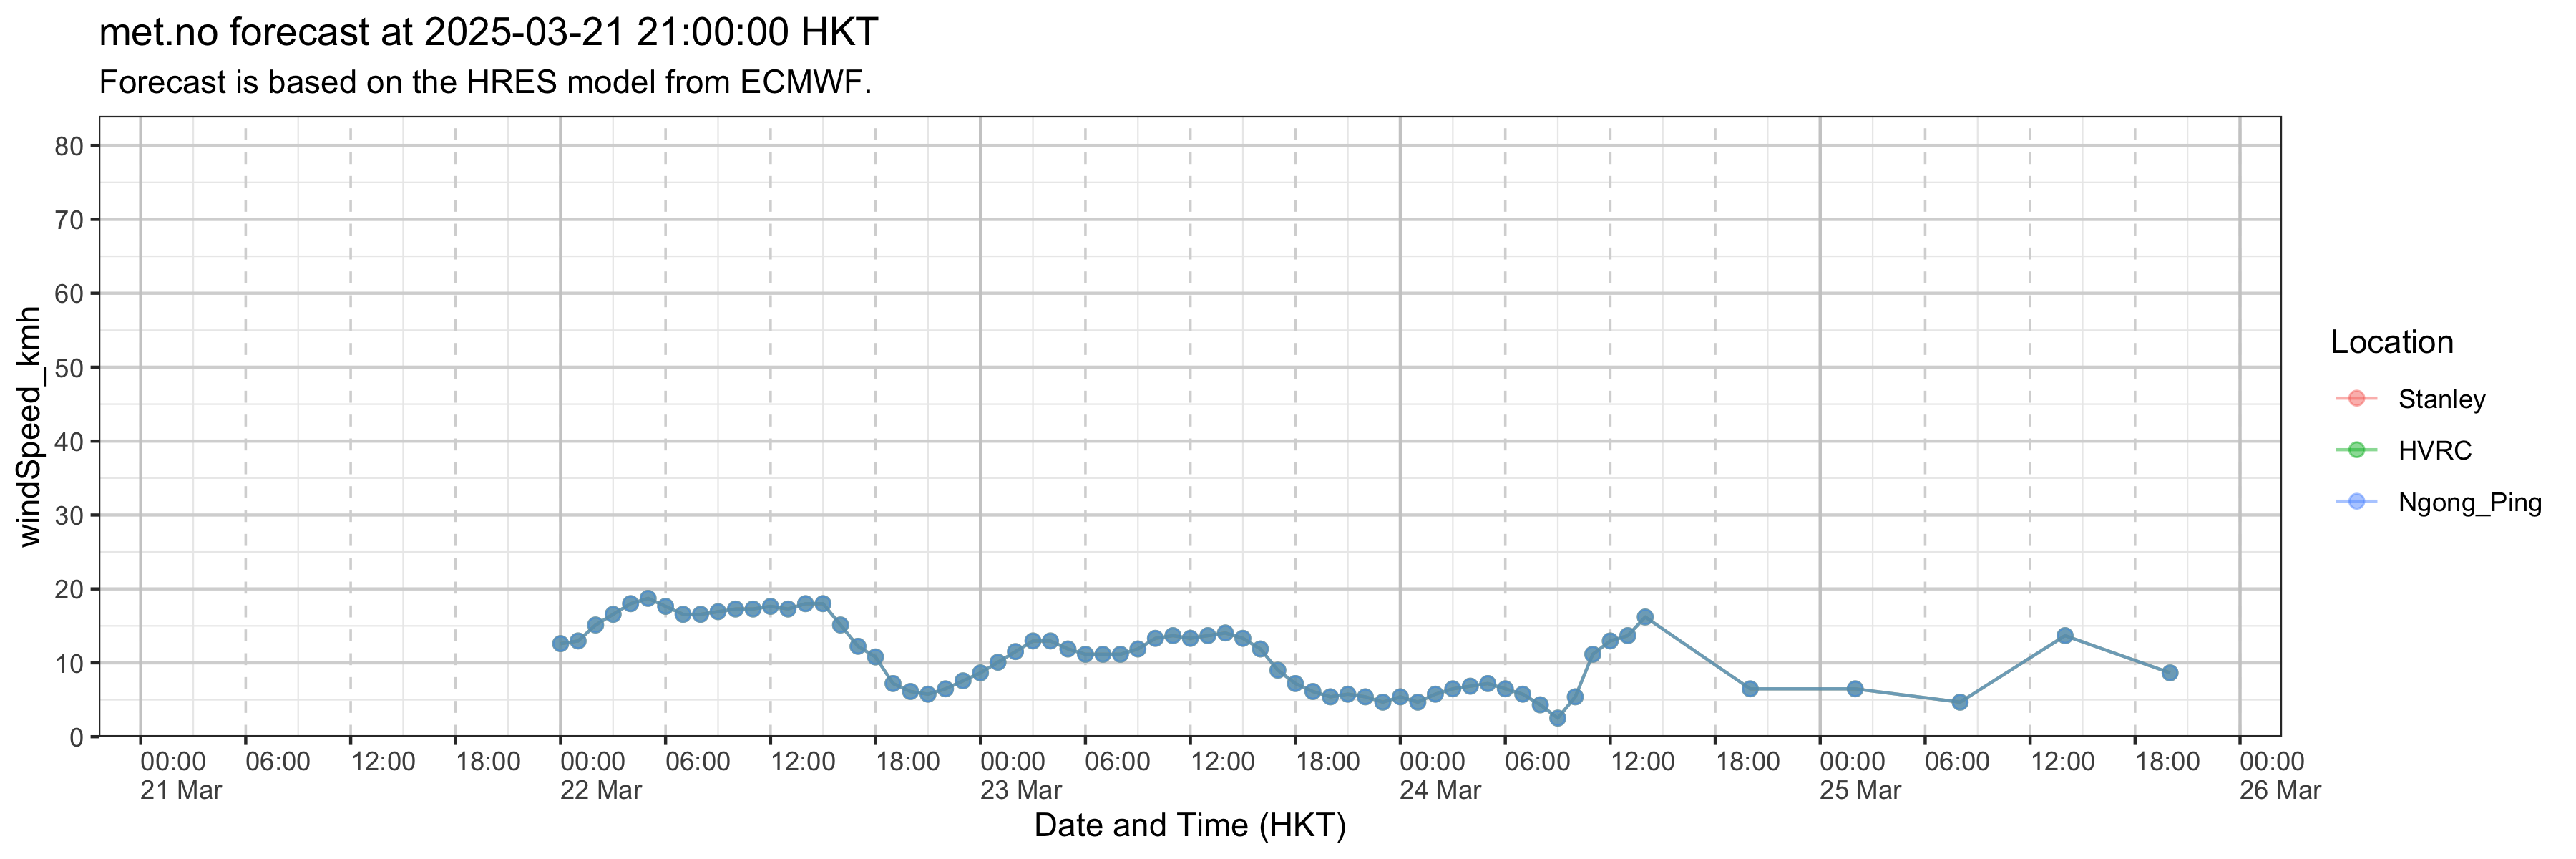 met.no forecast at 2025-03-21 21:00:00 HKT
Forecast is based on the HRES model from ECMWF.
windSpeed_kmh
80
70
60
50
40
30
20
10
0
00:00 06:00 12:00 18:00 00:00 06:00 12:00 18:00 00:00 06:00 12:00 18:00 00:00 06:00 12:00 18:00 00:00 06:00 12:00 18:00 00:00
21 Mar 22 Mar 23 Mar 24 Mar 25 Mar 26 Mar
Date and Time (HKT)
Location
Stanley
HVRC
Ngong_Ping